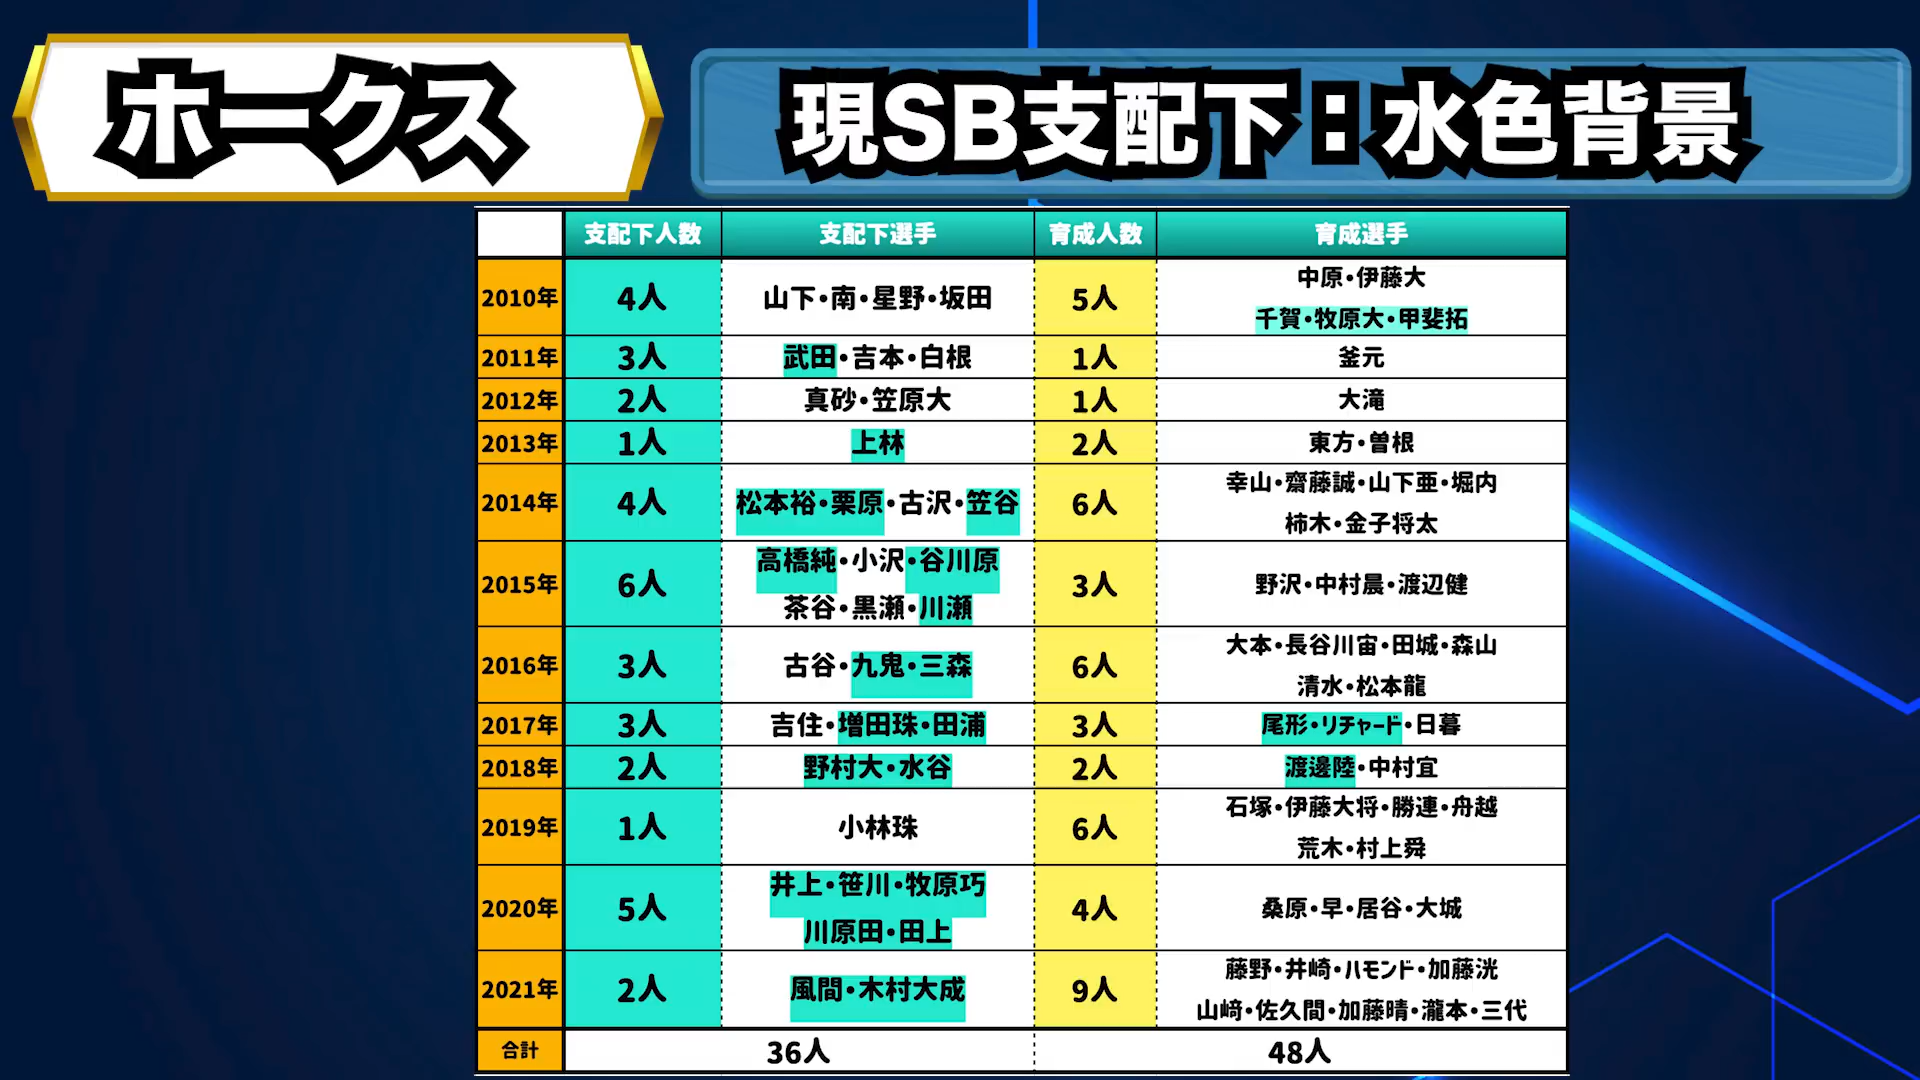 ホークス
現SB支配下：水色背景
支配下人数 支配下選手 育成人数 育成選手
2010年 4人 山下・南・星野・坂田 5人 中原・伊藤大
千賀・牧原大・甲斐拓
2011年 3人 武田・吉本・白根 1人 釜元
2012年 2人 真砂・笠原大 1人 大滝
2013年 1人 上林 2人 東方・曽根
2014年 4人 松本裕・栗原・古沢・笠谷 6人 幸山・齋藤誠・山下亜・堀内
柿木・金子将太
2015年 6人 高橋純・小沢・谷川原
茶谷・黒瀬・川瀬 3人 野沢・中村晨・渡辺健
2016年 3人 古谷・九鬼・三森 6人 大本・長谷川宙・田城・森山
清水・松本龍
2017年 3人 吉住・増田珠・田浦 3人 尾形・リチャード・日暮
2018年 2人 野村大・水谷 2人 渡邊陸・中村宜
2019年 1人 小林珠 6人 石塚・伊藤大将・勝連・舟越
荒木・村上舜
2020年 5人 井上・笹川・牧原巧
川原田・田上 4人 桑原・早・居谷・大城
2021年 2人 風間・木村大成 9人 藤野・井崎・ハモンド・加藤洸
山﨑・佐久間・加藤晴・瀧本・三代
合計 36人 48人